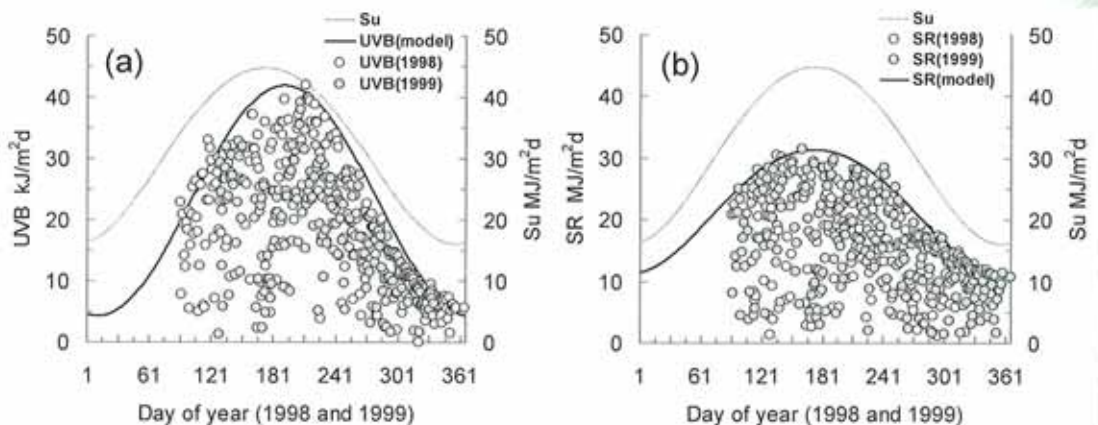 Su
UVB(model)
UVB(1998)
UVB(1999)
(a)
50
40
30
20
10
0
UVB kJ/m²d
50
40
30
20
10
0
Su MJ/m²d
1 61 121 181 241 301 361
Day of year (1998 and 1999)
Su
SR(1998)
SR(1999)
SR(model)
(b)
50
40
30
20
10
0
SR MJ/m²d
50
40
30
20
10
0
Su MJ/m²d
1 61 121 181 241 301 361
Day of year (1998 and 1999)